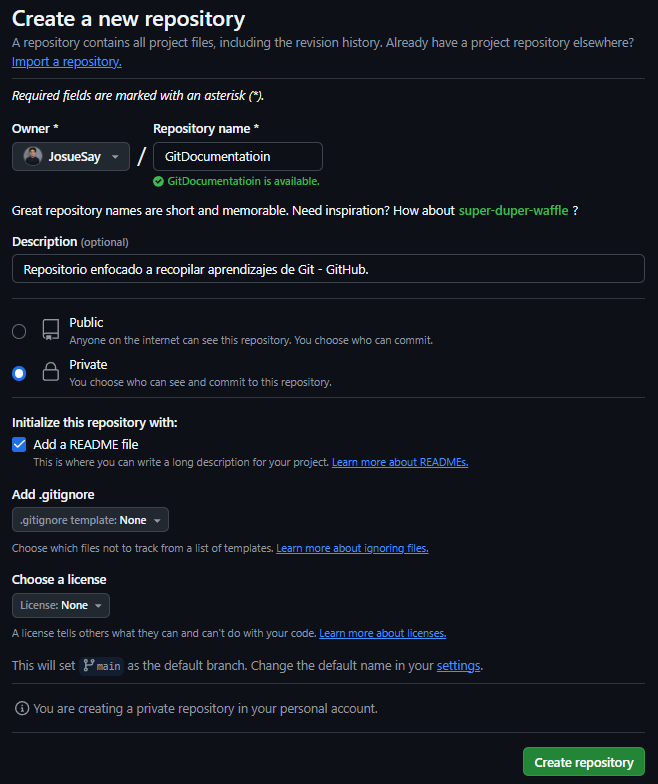 Create a new repository
A repository contains all project files, including the revision history. Already have a project repository elsewhere?
Import a repository.
Required fields are marked with an asterisk (*).
Owner * Repository name *
JosueSay / GitDocumentatioin
GitDocumentatioin is available.
Great repository names are short and memorable. Need inspiration? How about super-duper-waffle ?
Description (optional)
Repositorio enfocado a recopilar aprendizajes de Git - GitHub.
Public
Anyone on the internet can see this repository. You choose who can commit.
Private
You choose who can see and commit to this repository.
Initialize this repository with:
Add a README file
This is where you can write a long description for your project. Learn more about READMEs.
Add .gitignore
.gitignore template: None
Choose which files not to track from a list of templates. Learn more about ignoring files.
Choose a license
License: None
A license tells others what they can and can't do with your code. Learn more about licenses.
This will set main as the default branch. Change the default name in your settings.
You are creating a private repository in your personal account.
Create repository